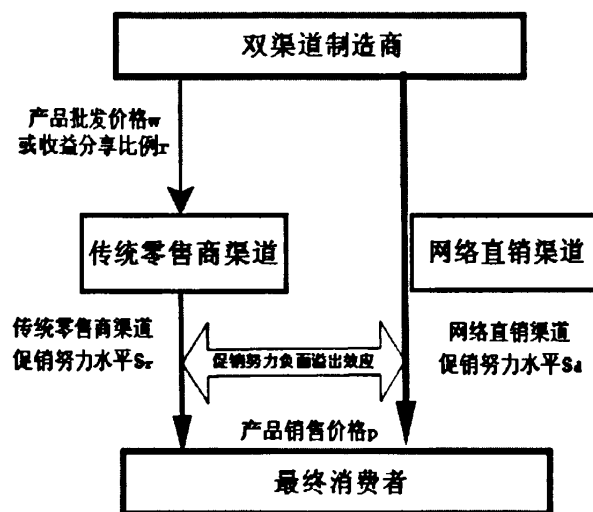 双渠道制造商
产品批发价格w
或收益分享比例r
传统零售商渠道
网络直销渠道
传统零售商渠道
促销努力水平Sr
促销努力负面溢出效应
网络直销渠道
促销努力水平Sd
产品销售价格p
最终消费者